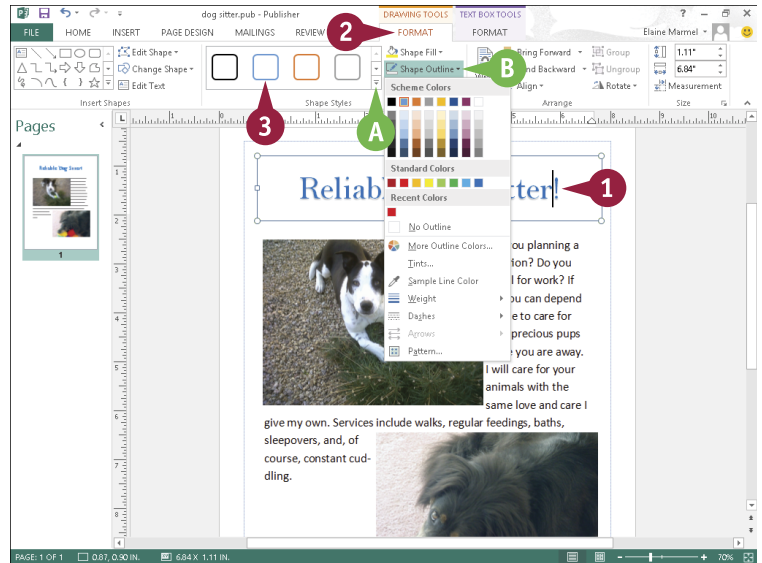 dog sitter.pub - Publisher
DRAWING TOOLS TEXT BOX TOOLS
?
FILE HOME INSERT PAGE DESIGN MAILINGS REVIEW 2 FORMAT FORMAT Elaine Marmel
Edit Shape
Change Shape
Edit Text
Insert Shapes
Shape Styles
3
A
Shape Fill
Shape Outline
B
Bring Forward
Backward
Align
Group
Ungroup
Rotate
Arrange
1.11"
6.84"
Measurement
Size
Pages
L
Scheme Colors
Standard Colors
Recent Colors
No Outline
More Outline Colors...
Tints...
Sample Line Color
Weight
Dashes
Arrows
Pattern...
Reliable Dog Sitter!
1
Reliab tter! 1
ou planning a
ion? Do you
l for work? If
ou can depend
e to care for
precious pups
e you are away.
I will care for your
animals with the
same love and care I
give my own. Services include walks, regular feedings, baths,
sleepovers, and, of
course, constant cud-
dling.
PAGE: 1 OF 1 0.87, 0.90 IN. 6.84 X 1.11 IN. 70%